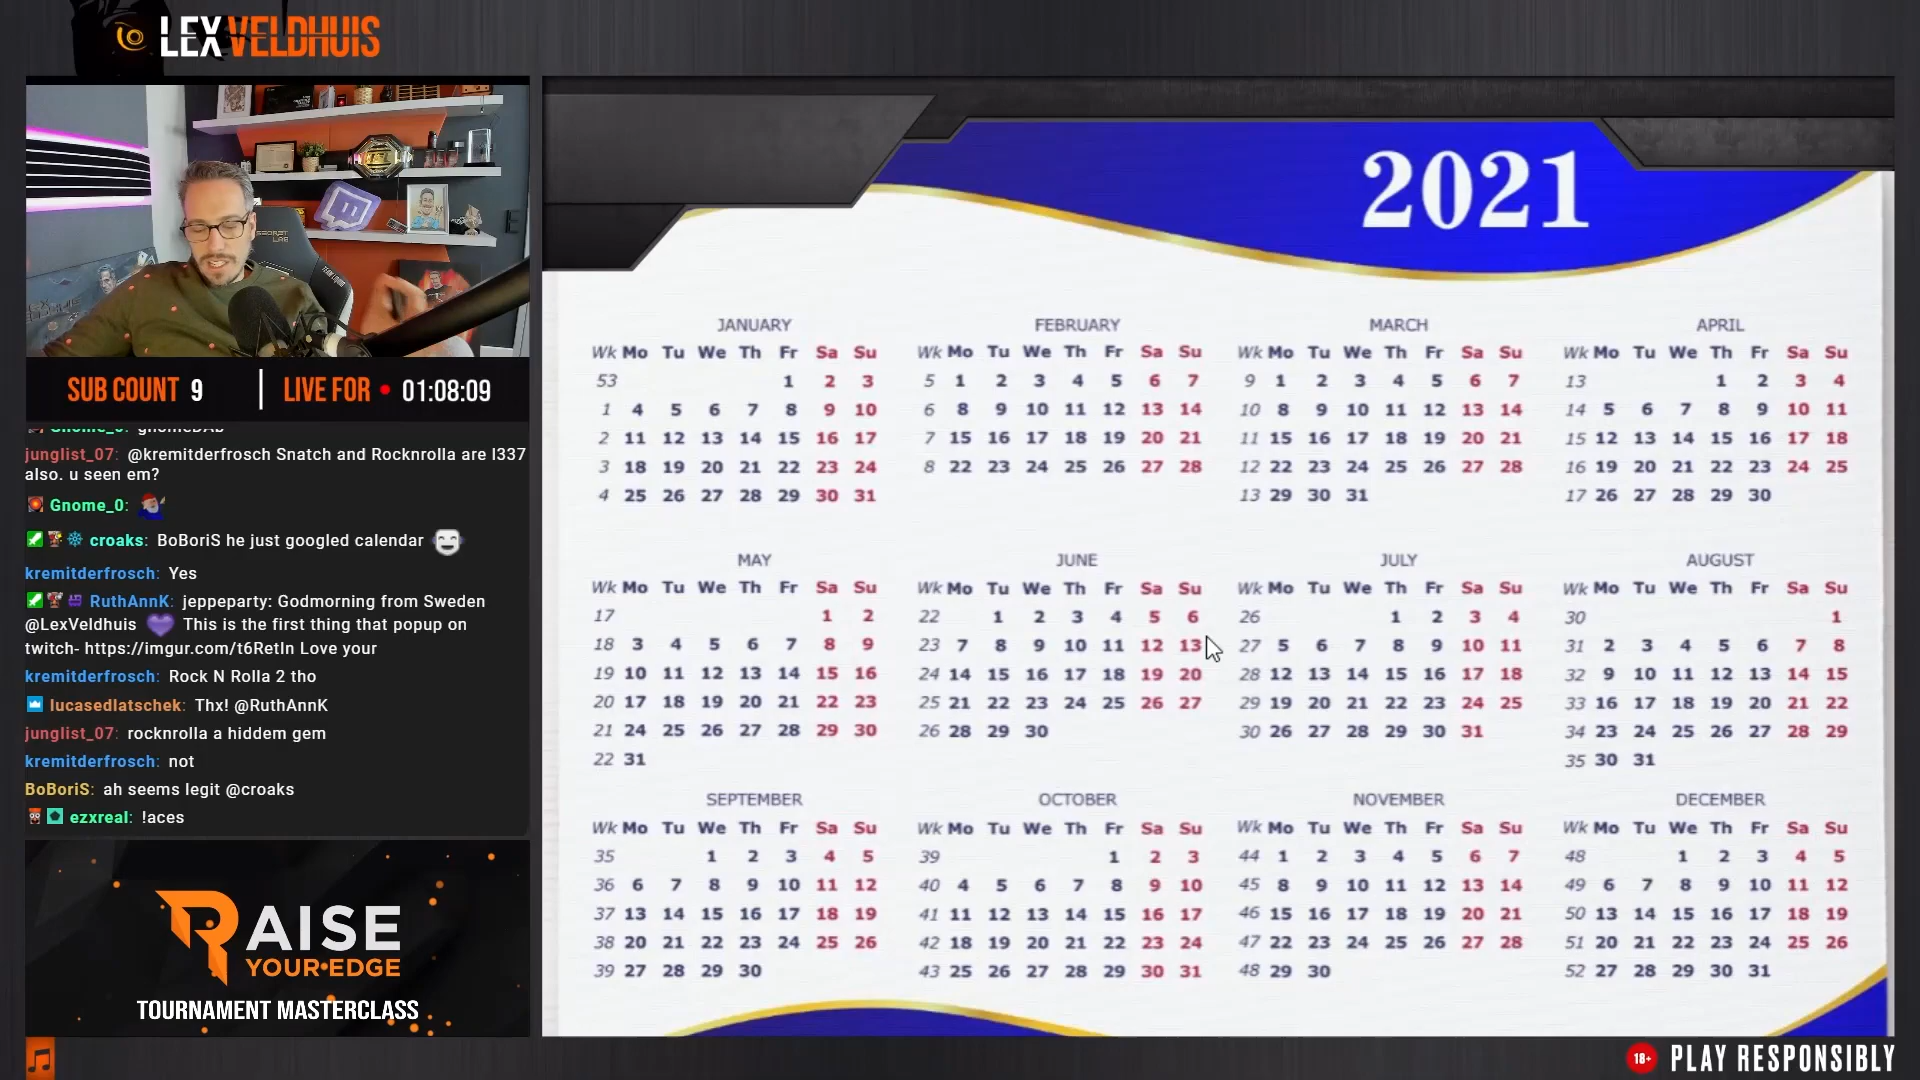 LEXVELDHUIS
SUB COUNT 9 LIVE FOR • 01:08:09
junglist_07: @kremitderfrosch Snatch and Rocknrolla are l337
also. u seen em?
Gnome_0:
croaks: BoBoriS he just googled calendar
kremitderfrosch: Yes
RuthAnnK: jeppeparty: Godmorning from Sweden
@LexVeldhuis This is the first thing that popup on
twitch- https://imgur.com/t6RetIn Love your
kremitderfrosch: Rock N Rolla 2 tho
lucasedlatschek: Thx! @RuthAnnK
junglist_07: rocknrolla a hiddem gem
kremitderfrosch: not
BoBoriS: ah seems legit @croaks
ezxreal: !aces
RAISE
YOUR•EDGE
TOURNAMENT MASTERCLASS
2021
JANUARY
Wk Mo Tu We Th Fr Sa Su
53 1 2 3
1 4 5 6 7 8 9 10
2 11 12 13 14 15 16 17
3 18 19 20 21 22 23 24
4 25 26 27 28 29 30 31
FEBRUARY
Wk Mo Tu We Th Fr Sa Su
5 1 2 3 4 5 6 7
6 8 9 10 11 12 13 14
7 15 16 17 18 19 20 21
8 22 23 24 25 26 27 28
MARCH
Wk Mo Tu We Th Fr Sa Su
9 1 2 3 4 5 6 7
10 8 9 10 11 12 13 14
11 15 16 17 18 19 20 21
12 22 23 24 25 26 27 28
13 29 30 31
APRIL
Wk Mo Tu We Th Fr Sa Su
13 1 2 3 4
14 5 6 7 8 9 10 11
15 12 13 14 15 16 17 18
16 19 20 21 22 23 24 25
17 26 27 28 29 30
MAY
Wk Mo Tu We Th Fr Sa Su
17 1 2
18 3 4 5 6 7 8 9
19 10 11 12 13 14 15 16
20 17 18 19 20 21 22 23
21 24 25 26 27 28 29 30
22 31
JUNE
Wk Mo Tu We Th Fr Sa Su
22 1 2 3 4 5 6
23 7 8 9 10 11 12 13
24 14 15 16 17 18 19 20
25 21 22 23 24 25 26 27
26 28 29 30
JULY
Wk Mo Tu We Th Fr Sa Su
26 1 2 3 4
27 5 6 7 8 9 10 11
28 12 13 14 15 16 17 18
29 19 20 21 22 23 24 25
30 26 27 28 29 30 31
AUGUST
Wk Mo Tu We Th Fr Sa Su
30 1
31 2 3 4 5 6 7 8
32 9 10 11 12 13 14 15
33 16 17 18 19 20 21 22
34 23 24 25 26 27 28 29
35 30 31
SEPTEMBER
Wk Mo Tu We Th Fr Sa Su
35 1 2 3 4 5
36 6 7 8 9 10 11 12
37 13 14 15 16 17 18 19
38 20 21 22 23 24 25 26
39 27 28 29 30
OCTOBER
Wk Mo Tu We Th Fr Sa Su
39 1 2 3
40 4 5 6 7 8 9 10
41 11 12 13 14 15 16 17
42 18 19 20 21 22 23 24
43 25 26 27 28 29 30 31
NOVEMBER
Wk Mo Tu We Th Fr Sa Su
44 1 2 3 4 5 6 7
45 8 9 10 11 12 13 14
46 15 16 17 18 19 20 21
47 22 23 24 25 26 27 28
48 29 30
DECEMBER
Wk Mo Tu We Th Fr Sa Su
48 1 2 3 4 5
49 6 7 8 9 10 11 12
50 13 14 15 16 17 18 19
51 20 21 22 23 24 25 26
52 27 28 29 30 31
18+ PLAY RESPONSIBLY